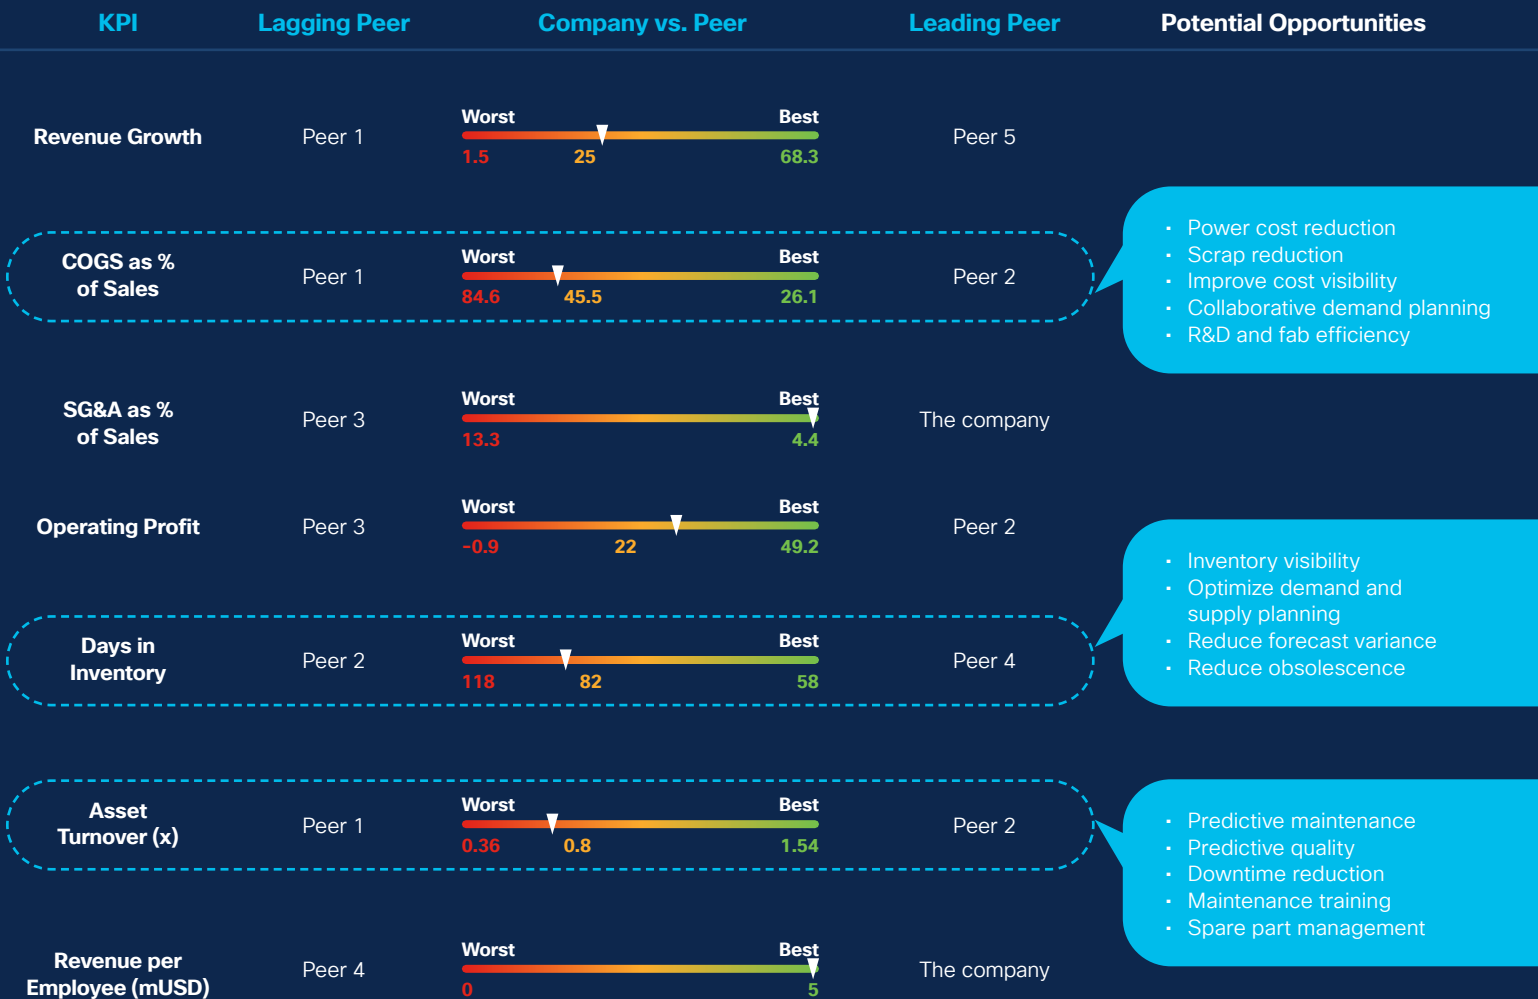 KPI Lagging Peer Company vs. Peer Leading Peer Potential Opportunities
Worst Best
Revenue Growth Peer 1 Peer 5
1.5 25 68.3
COGS as %
of Sales
Peer 1
Worst Best
84.6 45.5 26.1
Peer 2
· Power cost reduction
· Scrap reduction
· Improve cost visibility
· Collaborative demand planning
· R&D and fab efficiency
SG&A as %
of Sales
Peer 3
Worst Best
13.3 4.4
The company
Worst Best
Operating Profit Peer 3 Peer 2
-0.9 22 49.2
Days in
Inventory
Peer 2
Worst Best
118 82 58
Peer 4
· Inventory visibility
· Optimize demand and
supply planning
· Reduce forecast variance
· Reduce obsolescence
Asset
Turnover (x)
Peer 1
Worst Best
0.36 0.8 1.54
Peer 2
· Predictive maintenance
· Predictive quality
· Downtime reduction
· Maintenance training
· Spare part management
Revenue per
Employee (mUSD)
Peer 4
Worst Best
0 5
The company